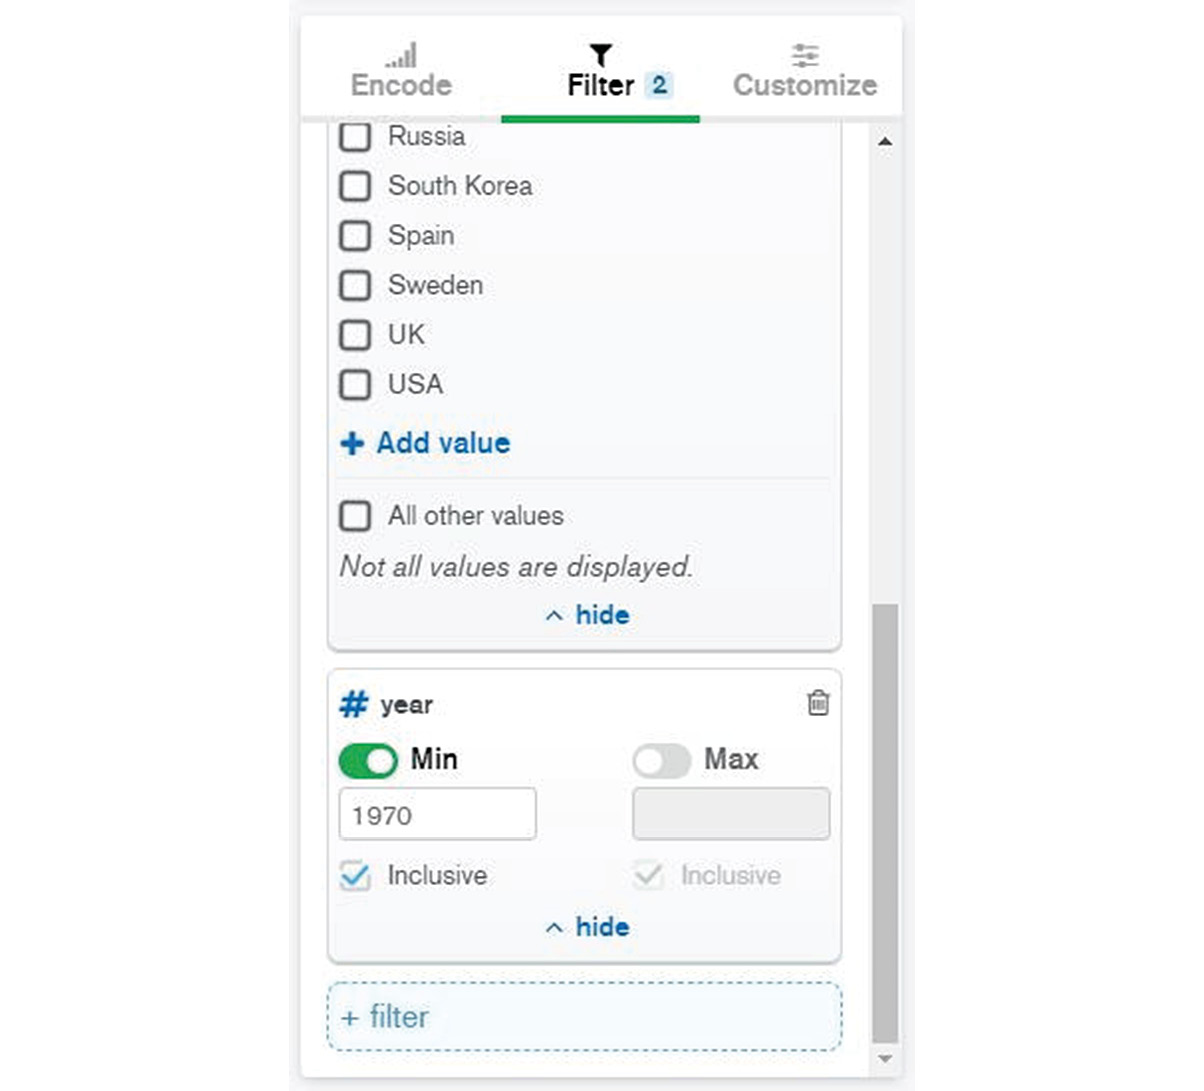 Encode
Filter 2
Customize
Russia
South Korea
Spain
Sweden
UK
USA
+ Add value
All other values
Not all values are displayed.
hide
# year
Min
Max
1970
Inclusive
Inclusive
hide
+ filter